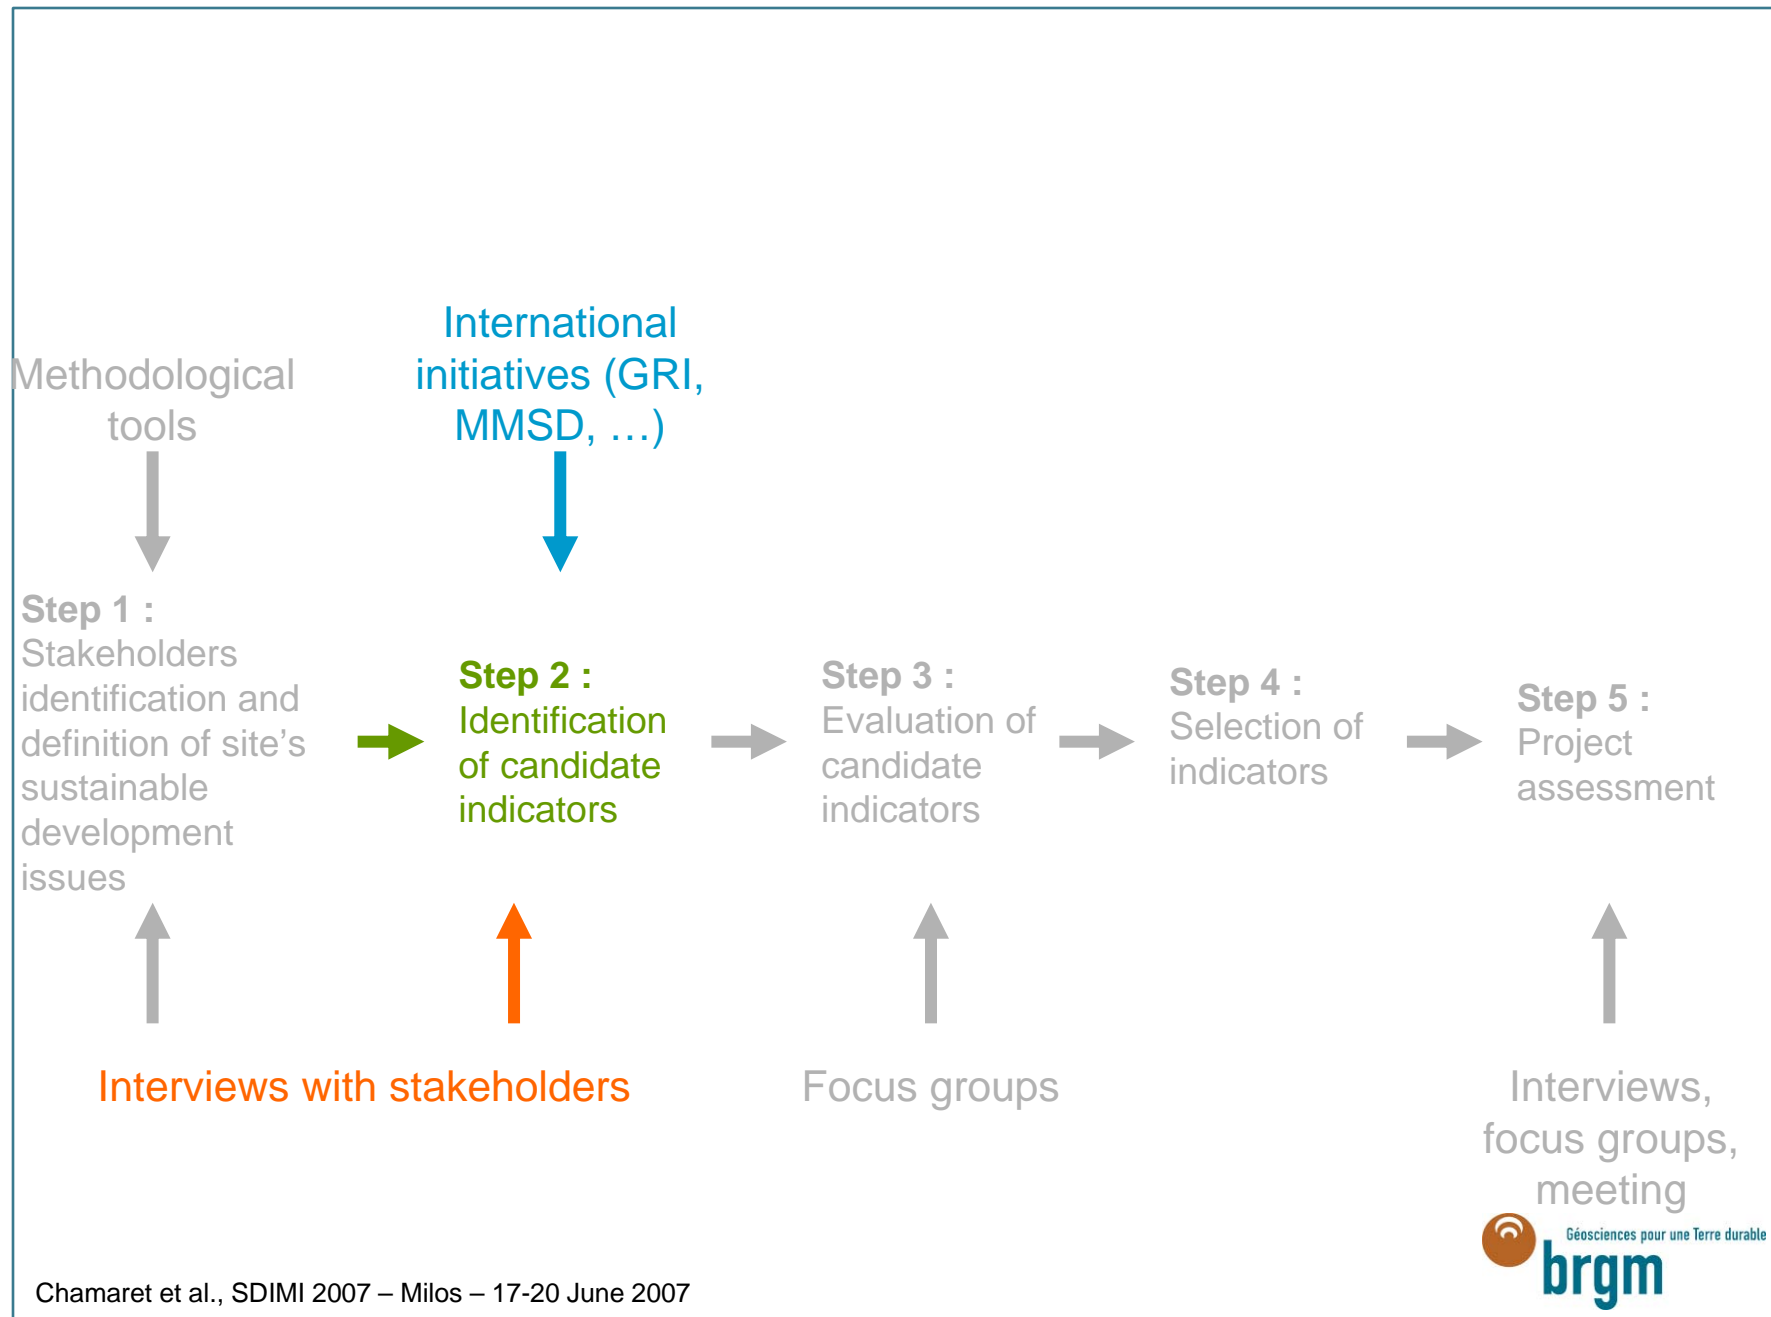 Methodological
tools
International
initiatives (GRI,
MMSD, …)
Step 1 :
Stakeholders
identification and
definition of site’s
sustainable
development
issues
Step 2 :
Identification
of candidate
indicators
Step 3 :
Evaluation of
candidate
indicators
Step 4 :
Selection of
indicators
Step 5 :
Project
assessment
Interviews with stakeholders
Focus groups
Interviews,
focus groups,
meeting
Géosciences pour une Terre durable
brgm
Chamaret et al., SDIMI 2007 – Milos – 17-20 June 2007